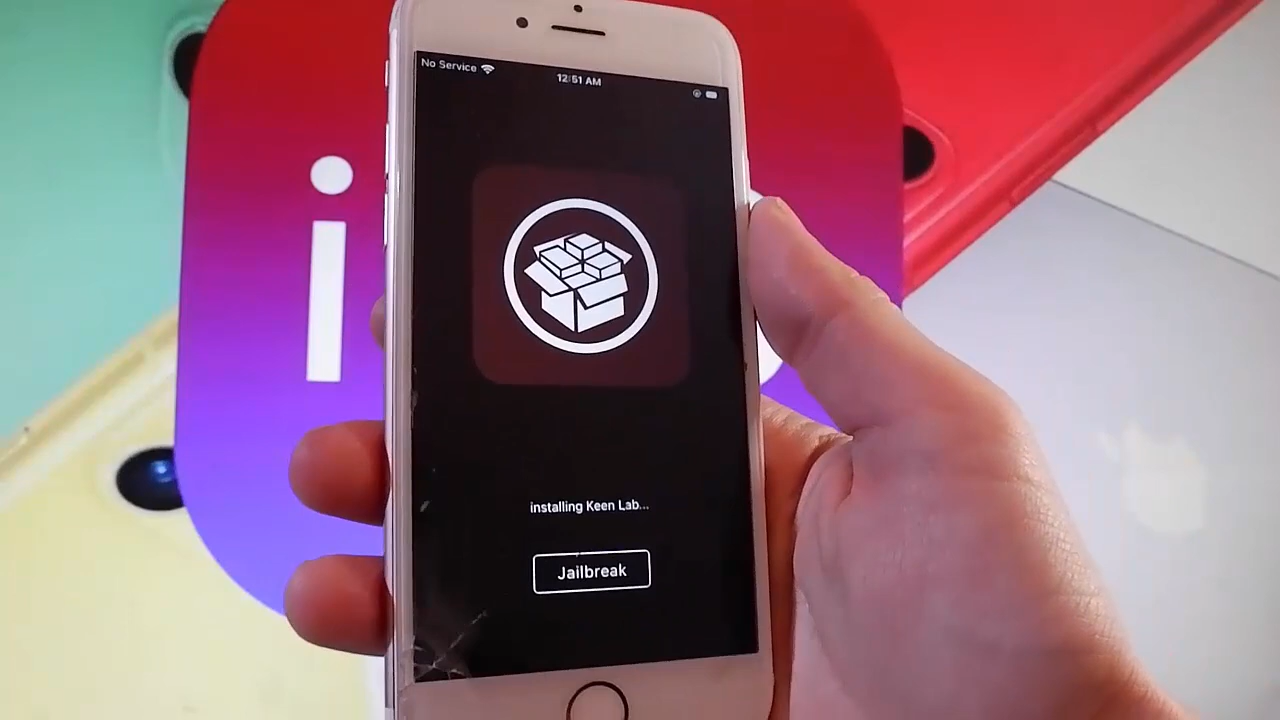 No Service
12:51 AM
i
installing Keen Lab...
Jailbreak